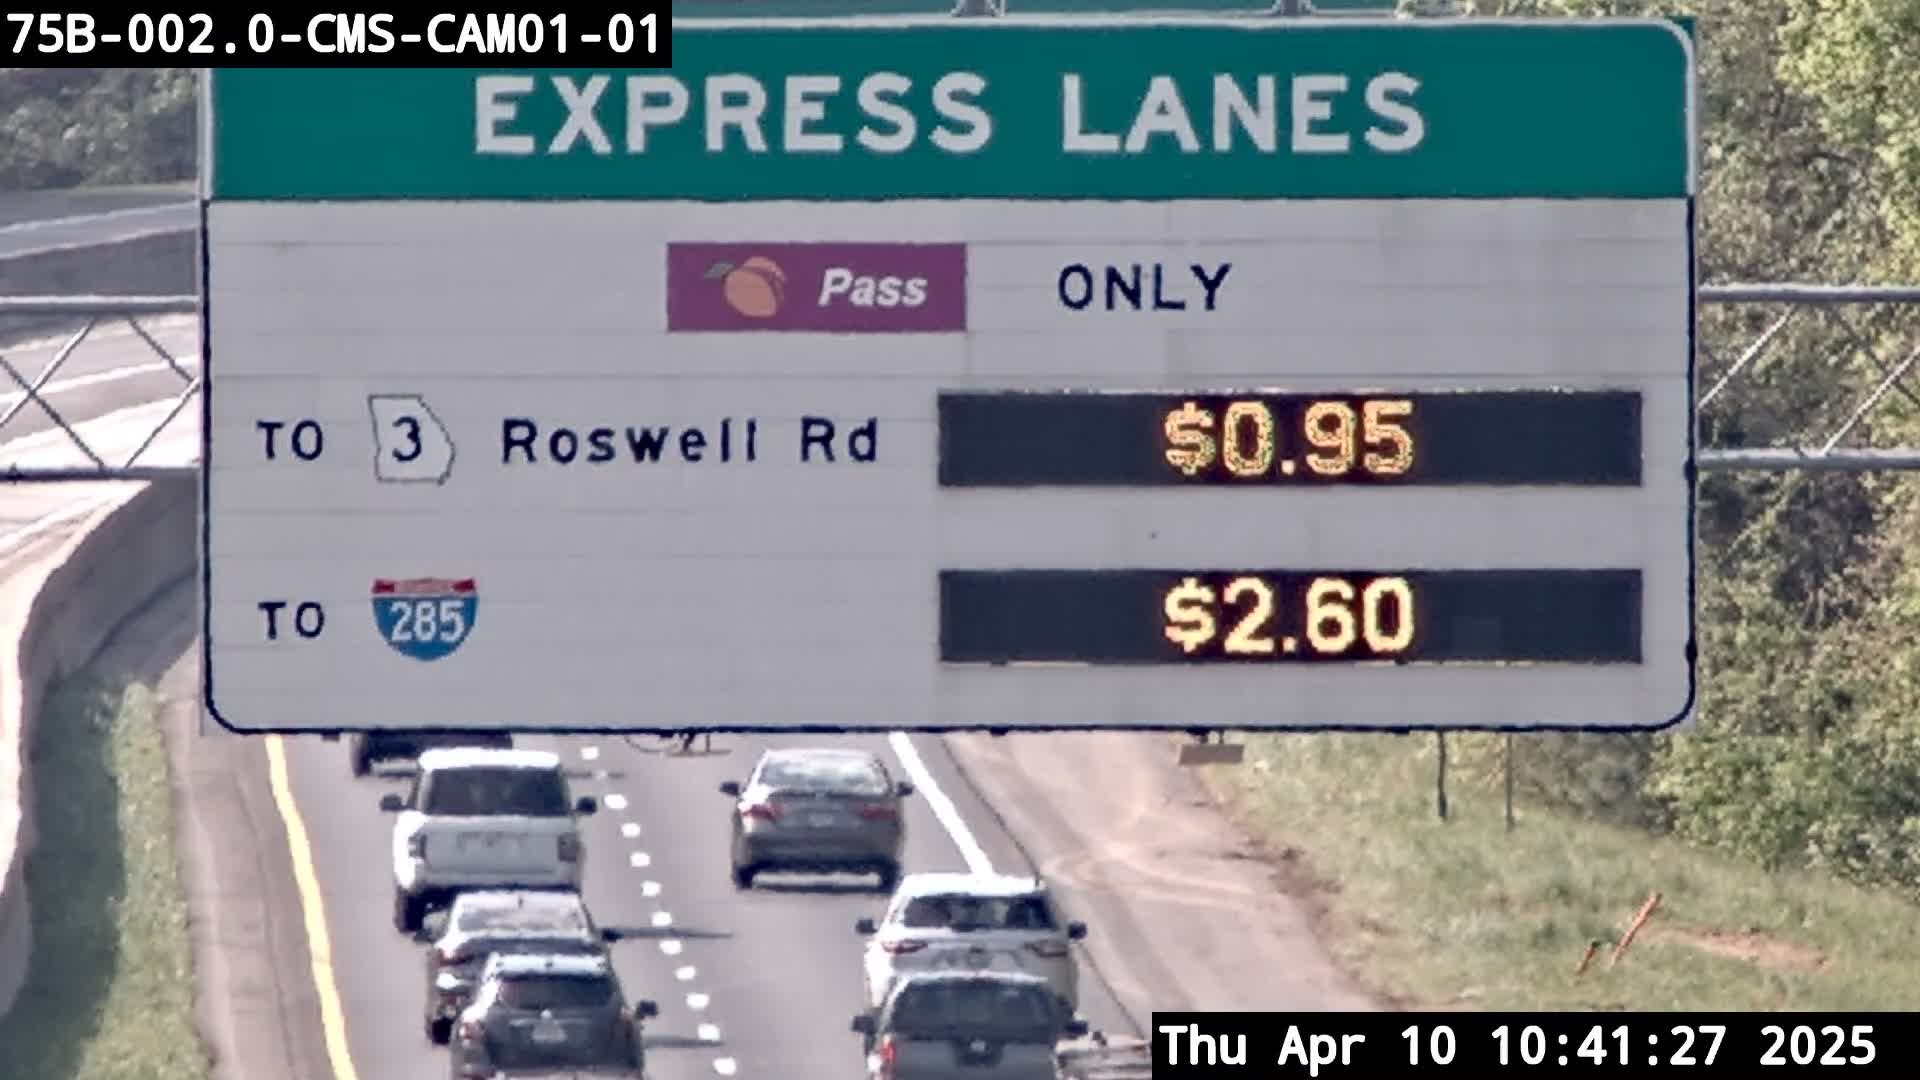 75B-002.0-CMS-CAM01-01
EXPRESS LANES
Pass ONLY
TO 3 Roswell Rd $0.95
TO 285 $2.60
Thu Apr 10 10:41:27 2025